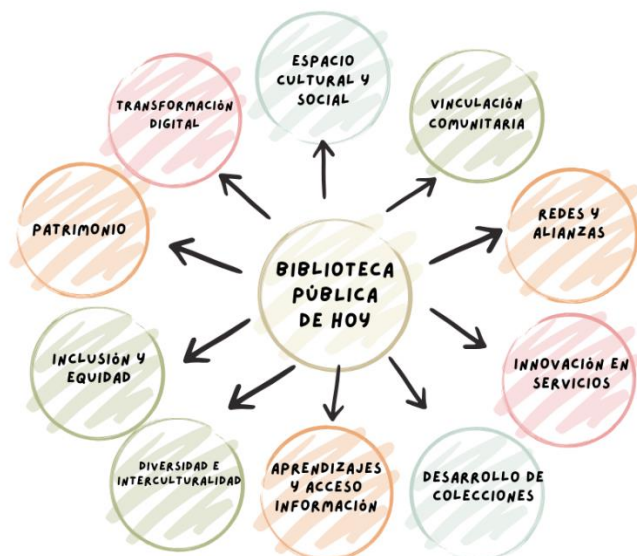 ESPACIO
CULTURAL Y
SOCIAL
TRANSFORMACIÓN
DIGITAL
VINCULACIÓN
COMUNITARIA
PATRIMONIO
REDES Y
ALIANZAS
BIBLIOTECA
PÚBLICA
DE HOY
INCLUSIÓN Y
EQUIDAD
INNOVACIÓN EN
SERVICIOS
DIVERSIDAD E
INTERCULTURALIDAD
APRENDIZAJES
Y ACCESO
INFORMACIÓN
DESARROLLO DE
COLECCIONES